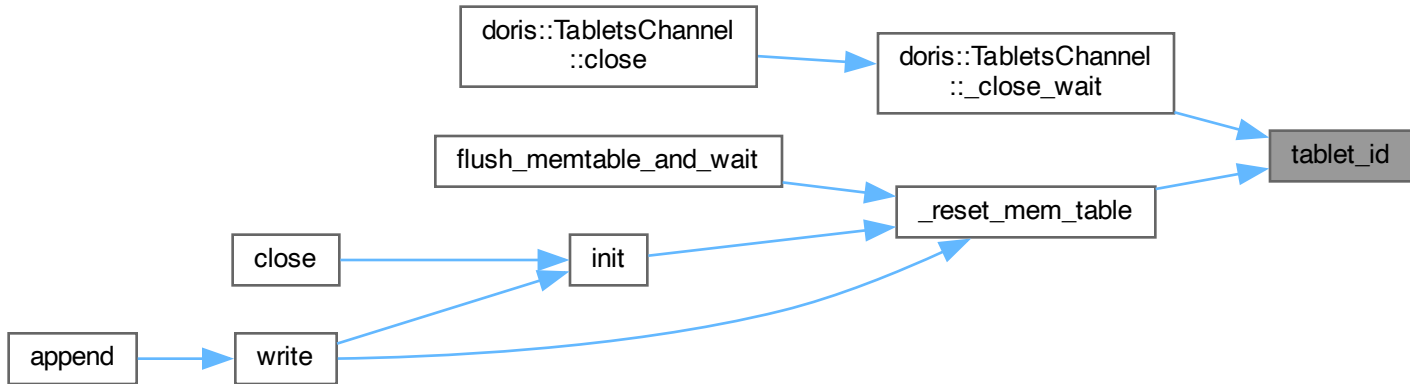 doris::TabletsChannel
::close
doris::TabletsChannel
::_close_wait
tablet_id
flush_memtable_and_wait
_reset_mem_table
close
init
append
write